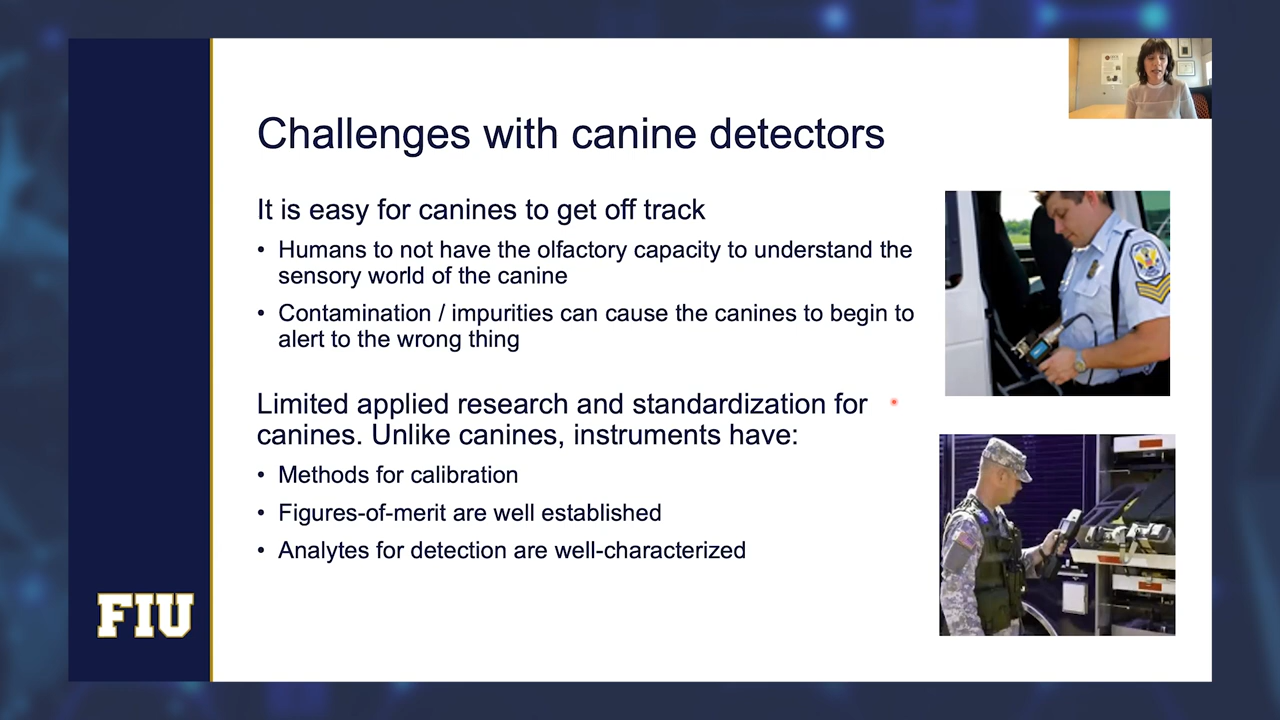 Challenges with canine detectors
It is easy for canines to get off track
• Humans to not have the olfactory capacity to understand the
sensory world of the canine
• Contamination / impurities can cause the canines to begin to
alert to the wrong thing
Limited applied research and standardization for
canines. Unlike canines, instruments have:
• Methods for calibration
• Figures-of-merit are well established
• Analytes for detection are well-characterized
FIU